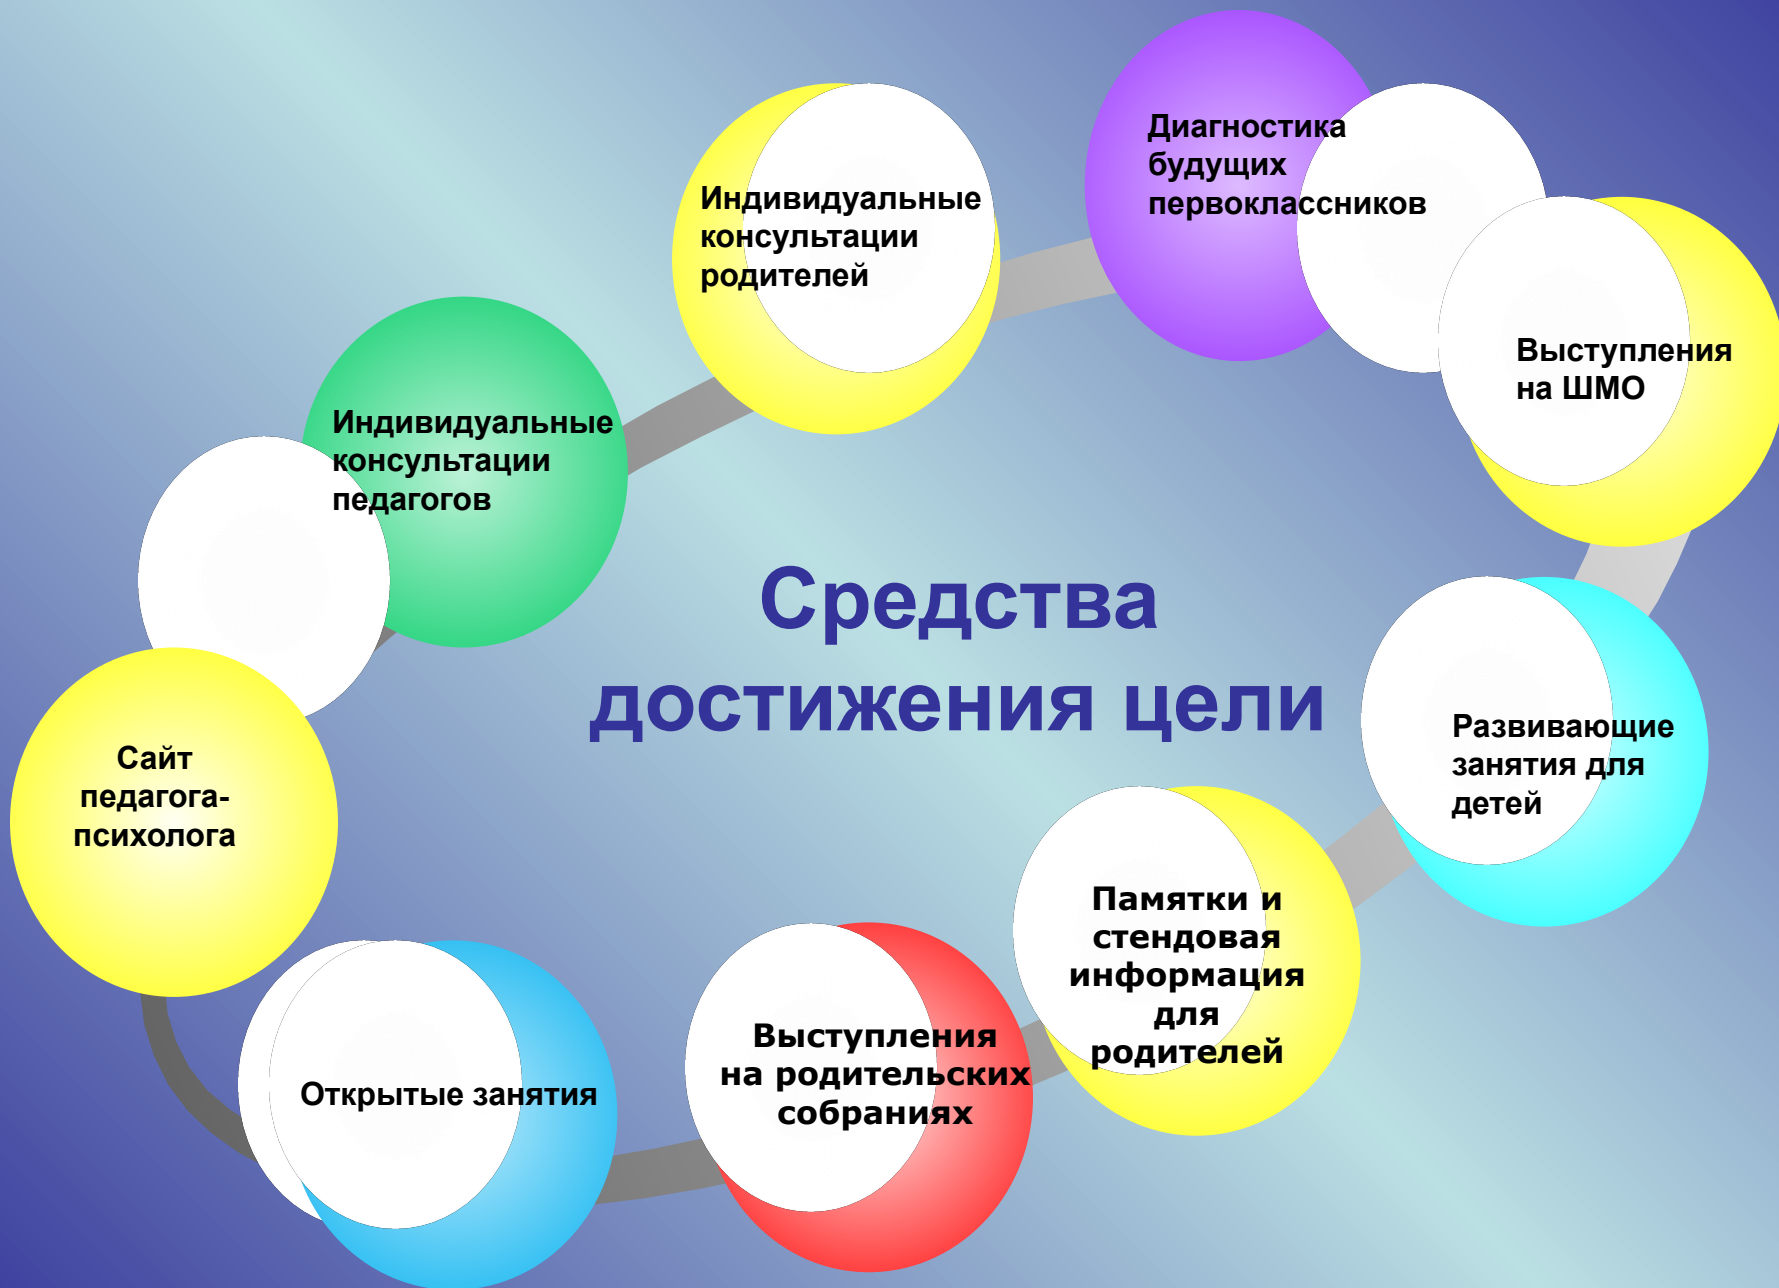 Диагностика
будущих
первоклассников
Индивидуальные
консультации
родителей
Выступления
на ШМО
Индивидуальные
консультации
педагогов
Средства
достижения цели
Развивающие
занятия для
детей
Сайт
педагога-
психолога
Памятки и
стендовая
информация
для
родителей
Выступления
на родительских
собраниях
Открытые занятия